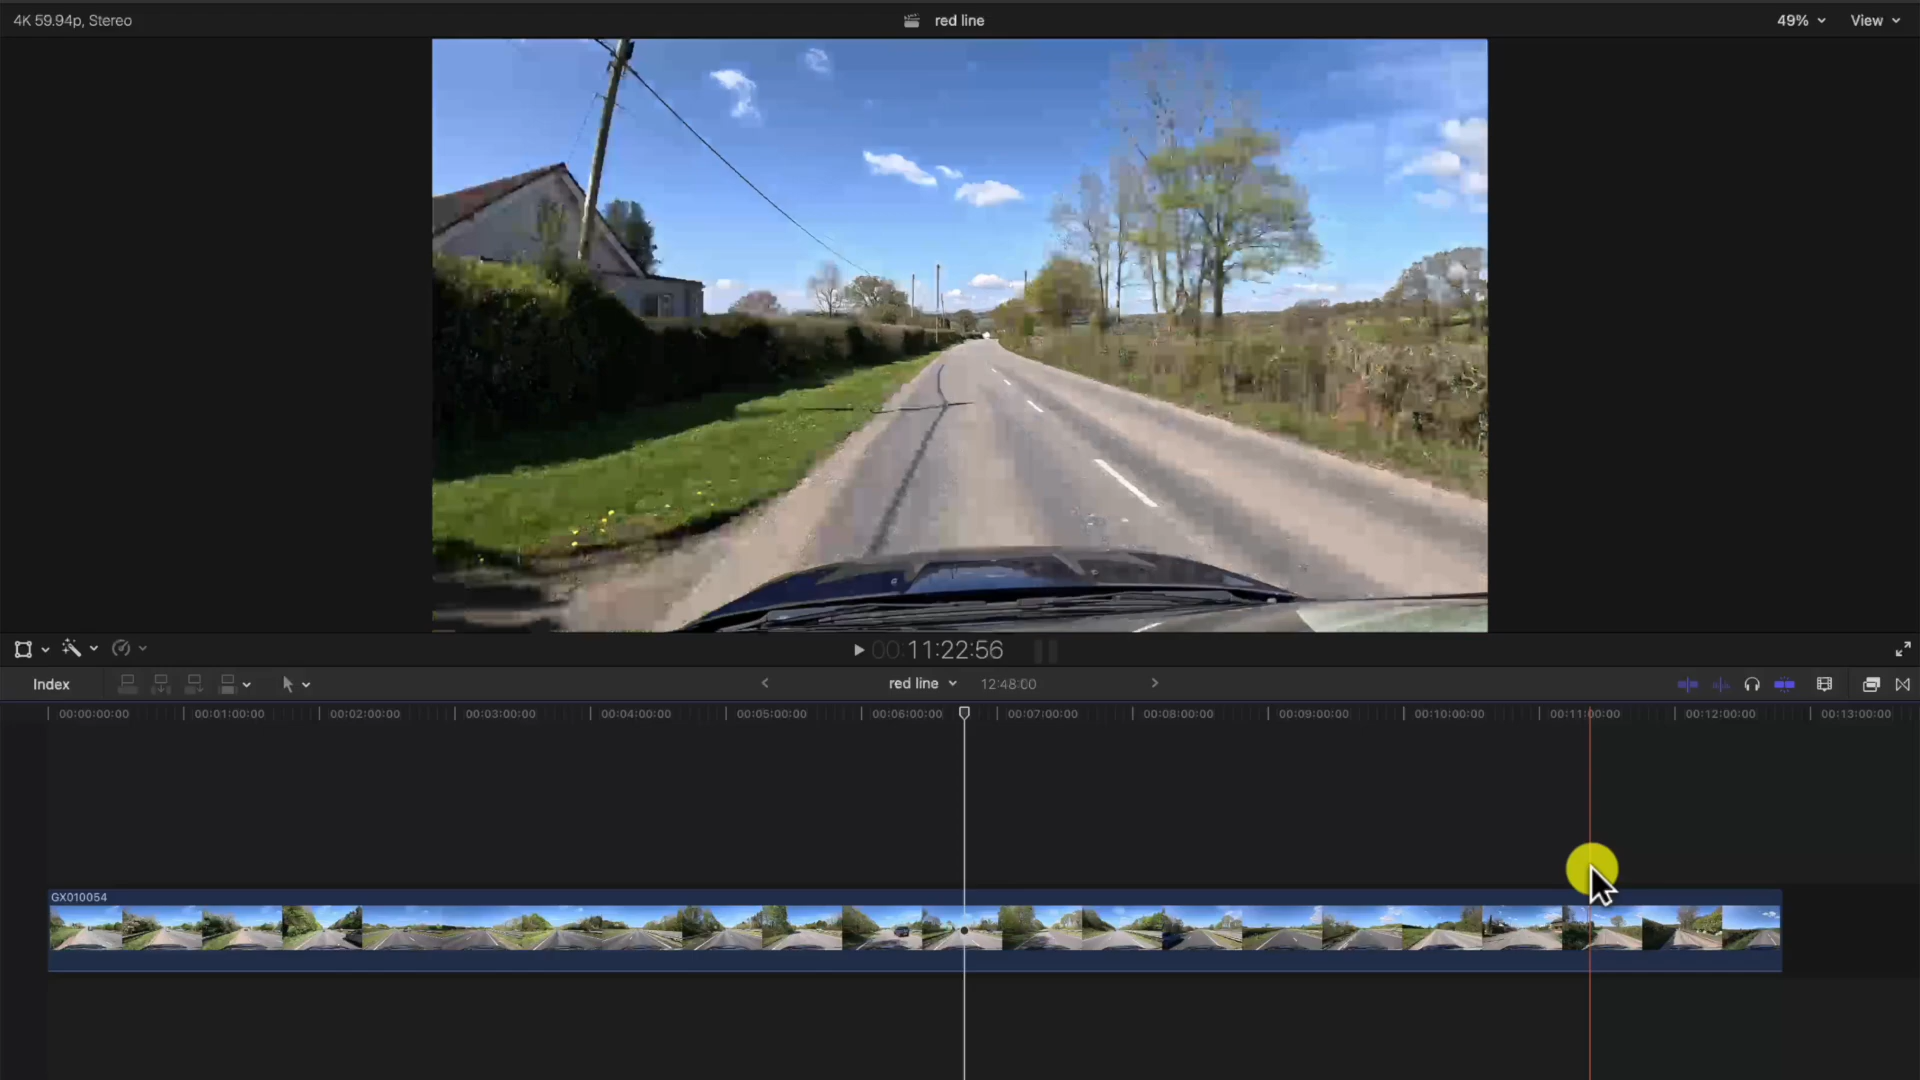 4K 59.94p, Stereo
red line
49%
View
00:11:22:56
Index
red line
12:48:00
00:00:00:00
00:01:00:00
00:02:00:00
00:03:00:00
00:04:00:00
00:05:00:00
00:06:00:00
00:07:00:00
00:08:00:00
00:09:00:00
00:10:00:00
00:11:00:00
00:12:00:00
00:13:00:00
GX010054